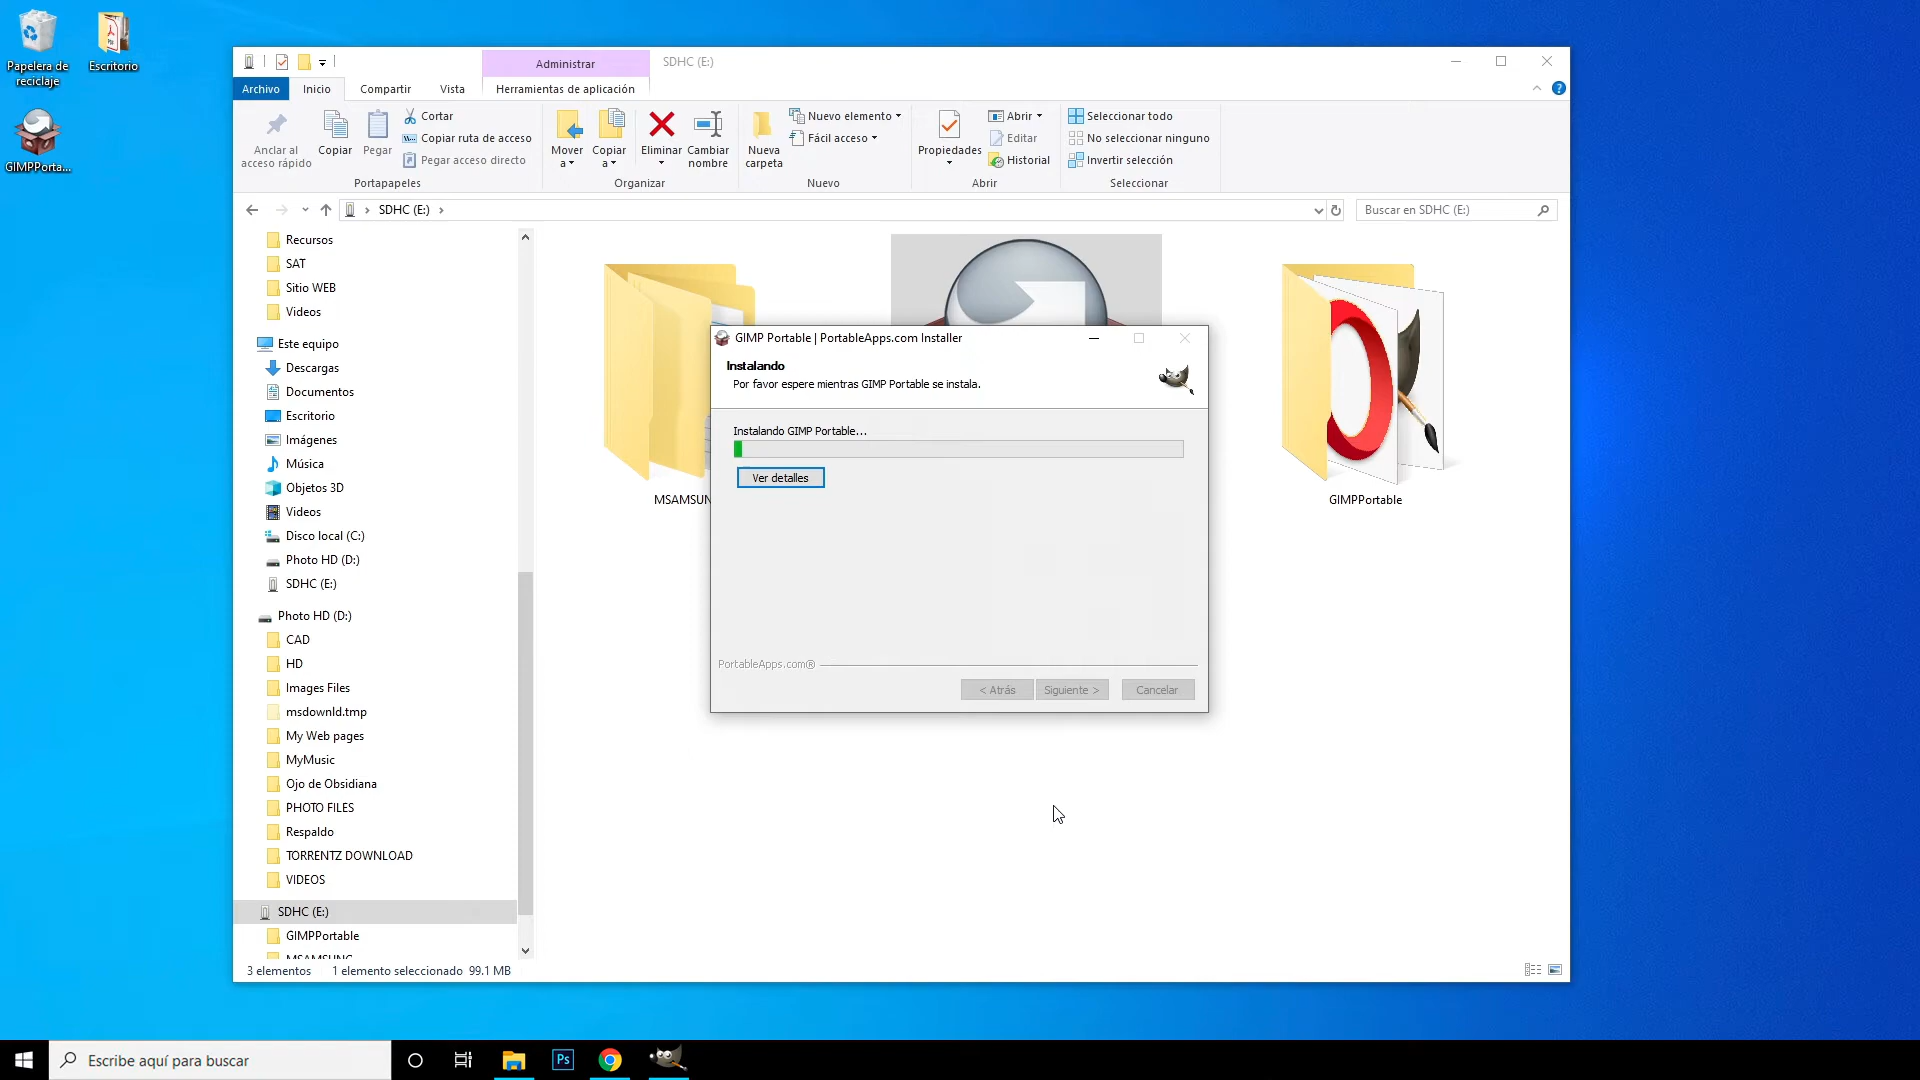 Papelera de
reciclaje
Escritorio
GIMPPorta...
Administrar
SDHC (E:)
Archivo
Inicio
Compartir
Vista
Herramientas de aplicación
Anclar al
acceso rápido
Copiar
Pegar
Cortar
Copiar ruta de acceso
Pegar acceso directo
Portapapeles
Mover
a
Copiar
a
Eliminar
Cambiar
nombre
Organizar
Nueva
carpeta
Nuevo elemento
Fácil acceso
Nuevo
Propiedades
Abrir
Editar
Historial
Abrir
Seleccionar todo
No seleccionar ninguno
Invertir selección
Seleccionar
SDHC (E:)
Buscar en SDHC (E:)
Recursos
SAT
Sitio WEB
Videos
Este equipo
Descargas
Documentos
Escritorio
Imágenes
Música
Objetos 3D
Videos
Disco local (C:)
Photo HD (D:)
SDHC (E:)
Photo HD (D:)
CAD
HD
Images Files
msdownld.tmp
My Web pages
MyMusic
Ojo de Obsidiana
PHOTO FILES
Respaldo
TORRENTZ DOWNLOAD
VIDEOS
SDHC (E:)
GIMPPortable
MSAMSUNG
MSAMSUN
GIMPPortable
GIMP Portable | PortableApps.com Installer
Instalando
Por favor espere mientras GIMP Portable se instala.
Instalando GIMP Portable...
Ver detalles
PortableApps.com®
< Atrás
Siguiente >
Cancelar
3 elementos
1 elemento seleccionado 99.1 MB
Escribe aquí para buscar
Ps